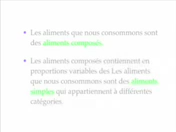 Les aliments que nous consommons sont
des aliments composés.
Les aliments composés contiennent en
proportions variables des Les aliments
que nous consommons sont des aliments
simples qui appartiennent à différentes
catégories.